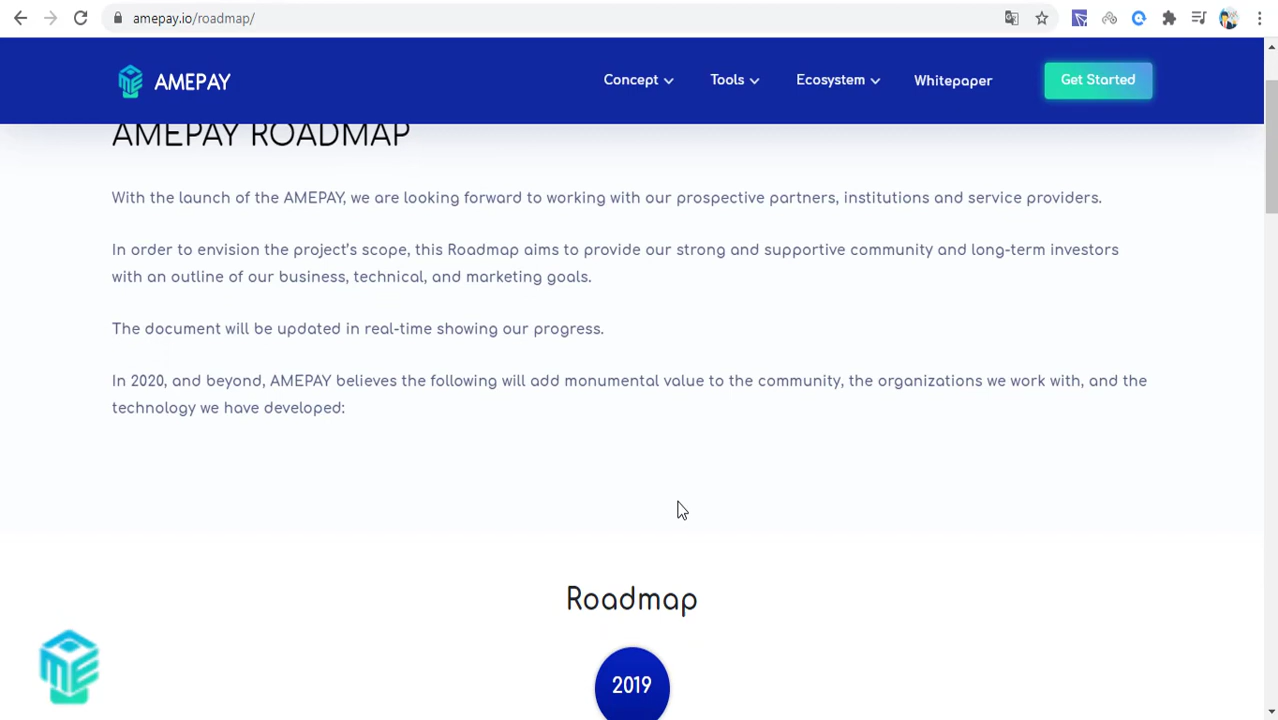 amepay.io/roadmap/
AMEPAY
Concept
Tools
Ecosystem
Whitepaper
Get Started
AMEPAY ROADMAP
With the launch of the AMEPAY, we are looking forward to working with our prospective partners, institutions and service providers.
In order to envision the project's scope, this Roadmap aims to provide our strong and supportive community and long-term investors
with an outline of our business, technical, and marketing goals.
The document will be updated in real-time showing our progress.
In 2020, and beyond, AMEPAY believes the following will add monumental value to the community, the organizations we work with, and the
technology we have developed:
Roadmap
2019